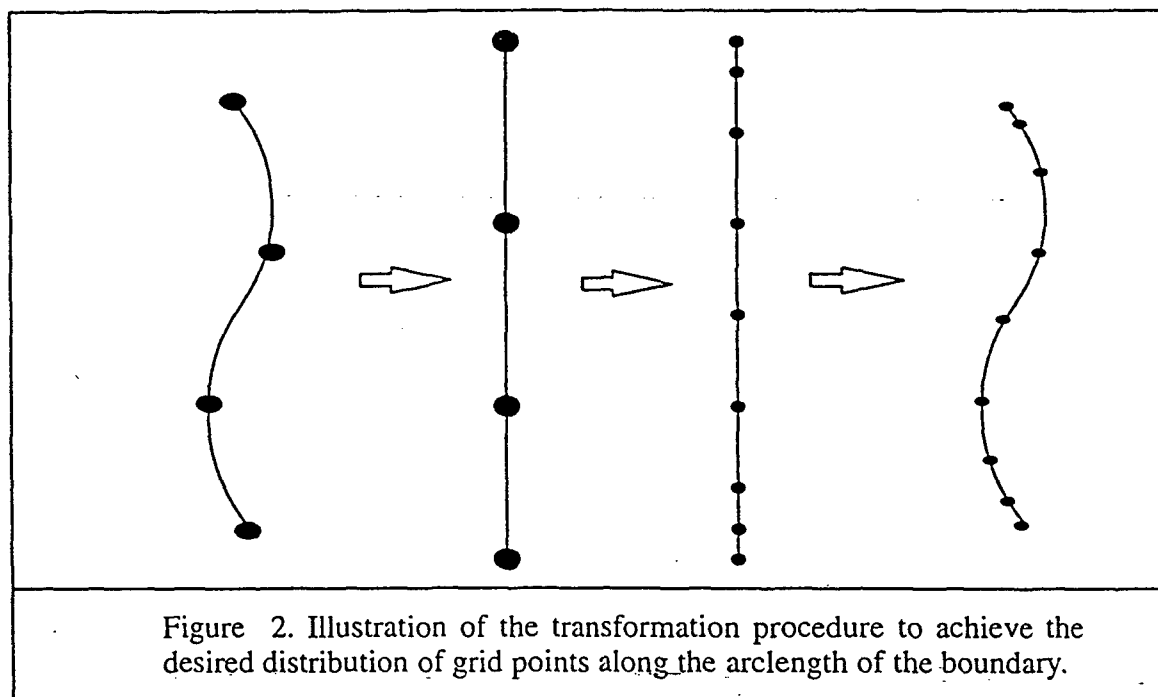 Figure 2. Illustration of the transformation procedure to achieve the
desired distribution of grid points along the arclength of the boundary.